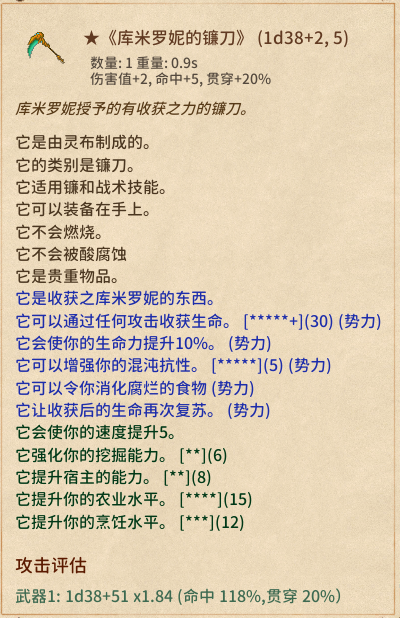 ★《库米罗妮的镰刀》 (1d38+2, 5)
数量: 1 重量: 0.9s
伤害值+2, 命中+5, 贯穿+20%
库米罗妮授予的有收获之力的镰刀。
它是由灵布制成的。
它的类别是镰刀。
它适用镰和战术技能。
它可以装备在手上。
它不会燃烧。
它不会被酸腐蚀
它是贵重物品。
它是收获之库米罗妮的东西。
它可以通过任何攻击收获生命。 [*****+](30) (势力)
它会使你的生命力提升10%。 (势力)
它可以增强你的混沌抗性。 [*****](5) (势力)
它可以令你消化腐烂的食物 (势力)
它让收获后的生命再次复苏。 (势力)
它会使你的速度提升5。
它强化你的挖掘能力。 [**](6)
它提升宿主的能力。 [**](8)
它提升你的农业水平。 [****](15)
它提升你的烹饪水平。 [***](12)
攻击评估
武器1: 1d38+51 x1.84 (命中 118%,贯穿 20%)